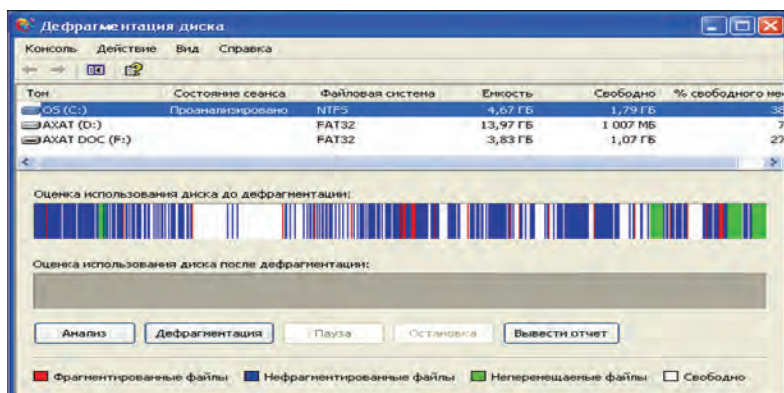 Дефрагментация диска
Консоль Действие Вид Справка
Том Состояние сеанса Файловая система Емкость Свободно % свободного
OS (C:) Проанализировано NTFS 4,67 ГБ 1,79 ГБ 38
AXAT (D:) FAT32 13,97 ГБ 1 007 МБ 7
AXAT DOC (F:) FAT32 3,83 ГБ 1,07 ГБ 27
Оценка использования диска до дефрагментации:
Оценка использования диска после дефрагментации:
Анализ Дефрагментация Пауза Остановка Вывести отчет
Фрагментированные файлы Нефрагментированные файлы Неперемещаемые файлы Свободно